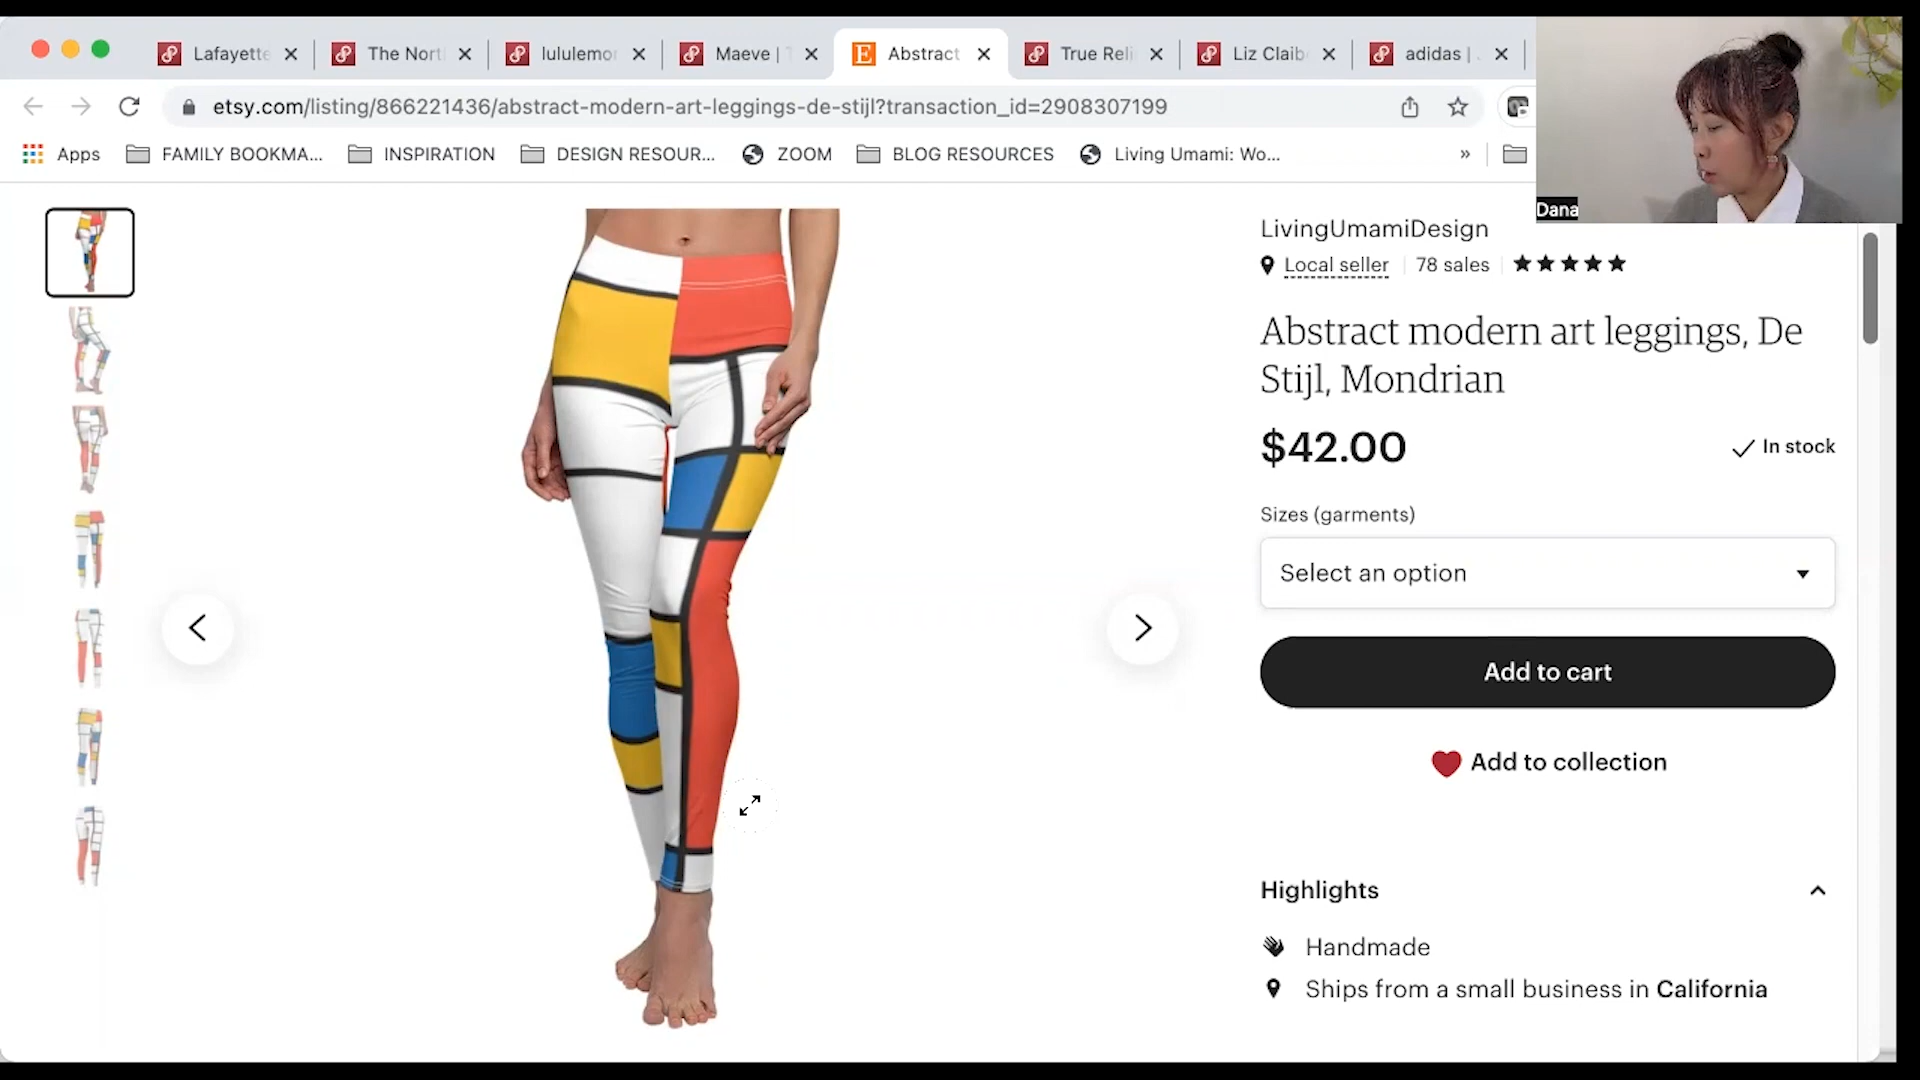 Lafayette
The Nort
lululemo
Maeve |
Abstract
True Reli
Liz Claib
adidas |
etsy.com/listing/866221436/abstract-modern-art-leggings-de-stijl?transaction_id=2908307199
Apps
FAMILY BOOKMA...
INSPIRATION
DESIGN RESOUR...
ZOOM
BLOG RESOURCES
Living Umami: Wo...
»
Dana
LivingUmamiDesign
Local seller
78 sales
Abstract modern art leggings, De
Stijl, Mondrian
$42.00
In stock
Sizes (garments)
Select an option
Add to cart
Add to collection
Highlights
Handmade
Ships from a small business in California